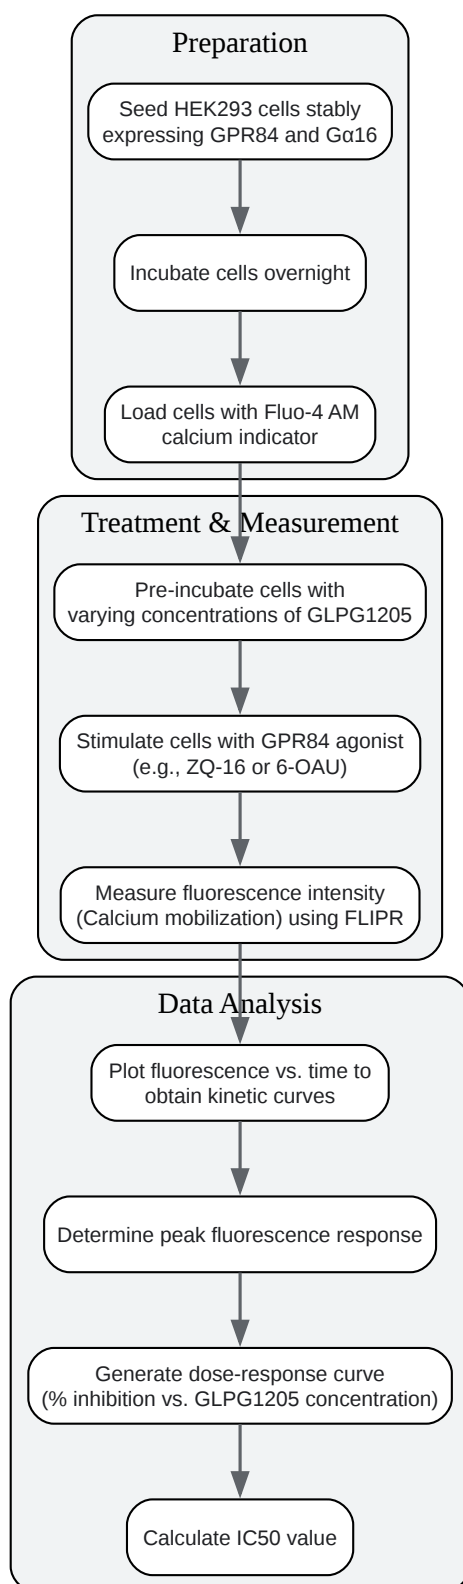 Preparation
Seed HEK293 cells stably
expressing GPR84 and Gα16
Incubate cells overnight
Load cells with Fluo-4 AM
calcium indicator
Treatment & Measurement
Pre-incubate cells with
varying concentrations of GLPG1205
Stimulate cells with GPR84 agonist
(e.g., ZQ-16 or 6-OAU)
Measure fluorescence intensity
(Calcium mobilization) using FLIPR
Data Analysis
Plot fluorescence vs. time to
obtain kinetic curves
Determine peak fluorescence response
Generate dose-response curve
(% inhibition vs. GLPG1205 concentration)
Calculate IC50 value